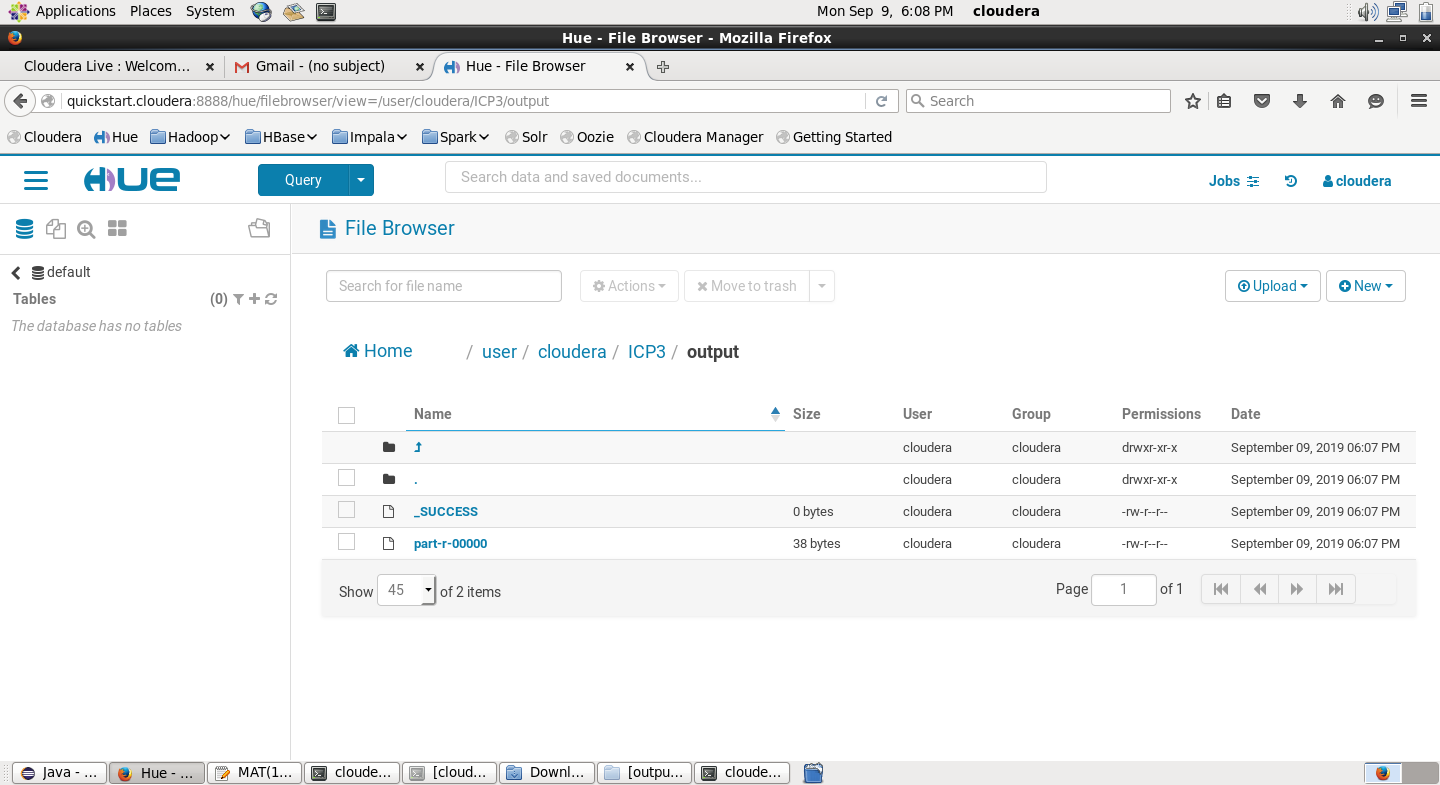 Applications Places System Mon Sep 9, 6:08 PM cloudera
Hue - File Browser - Mozilla Firefox
Cloudera Live : Welcom... Gmail - (no subject) Hue - File Browser
quickstart.cloudera:8888/hue/filebrowser/view=/user/cloudera/ICP3/output Search
Cloudera Hue Hadoop HBase Impala Spark Solr Oozie Cloudera Manager Getting Started
HUE Query Search data and saved documents... Jobs cloudera
File Browser
default
Tables (0)
The database has no tables
Search for file name Actions Move to trash Upload New
Home / user / cloudera / ICP3 / output
Name Size User Group Permissions Date
cloudera cloudera drwxr-xr-x September 09, 2019 06:07 PM
. cloudera cloudera drwxr-xr-x September 09, 2019 06:07 PM
_SUCCESS 0 bytes cloudera cloudera -rw-r--r-- September 09, 2019 06:07 PM
part-r-00000 38 bytes cloudera cloudera -rw-r--r-- September 09, 2019 06:07 PM
Show 45 of 2 items Page 1 of 1
Java - ... Hue - ... MAT(1... cloude... [cloud... Downl... [outpu... cloude...